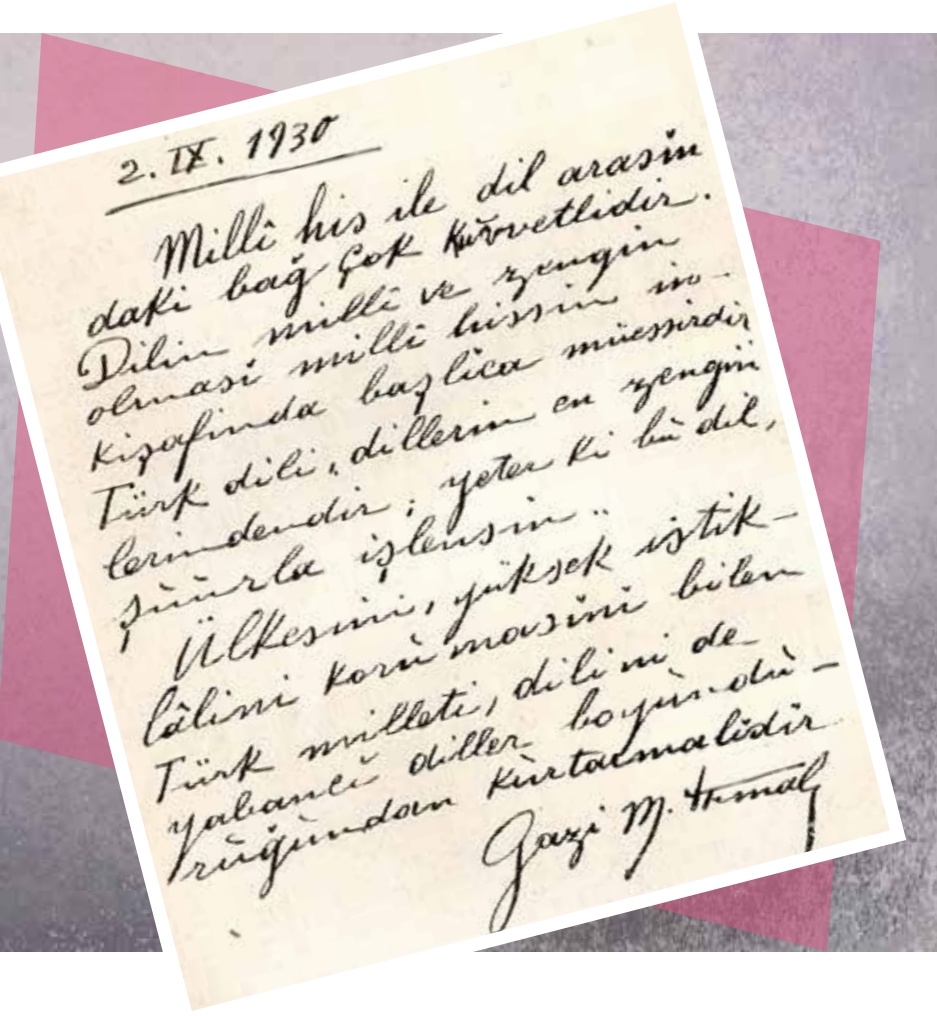 2. IX. 1930
Millî his ile dil arasın
daki bağ çok kuvvetlidir.
Dilin millî ve zengin
olması millî hissin in-
kişafında başlıca müessirdir
Türk dili, dillerin en zengin
lerindendir; yeter ki bu dil,
şuurla işlensin..
Ülkesini, yüksek istik-
lâlini korumasını bilen
Türk milleti, dilini de
yabancı diller boyundu-
ruğundan kurtarmalıdır
Gazi M. Kemal